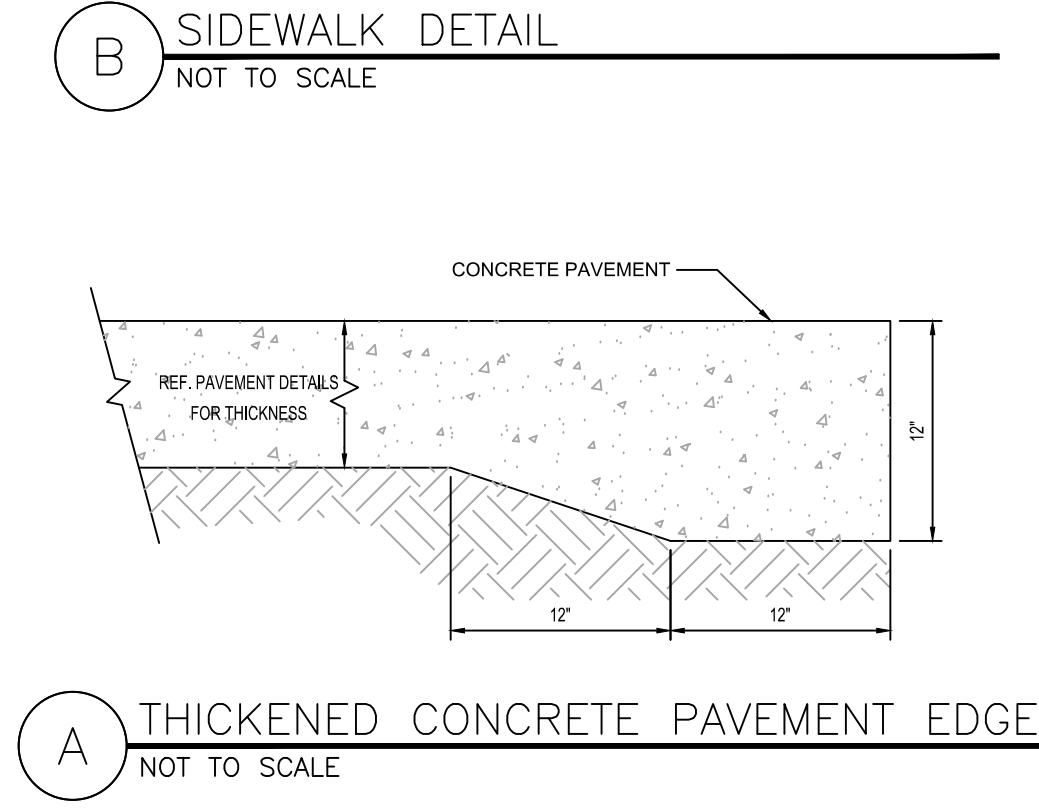 B
SIDEWALK DETAIL
NOT TO SCALE
CONCRETE PAVEMENT
REF. PAVEMENT DETAILS
FOR THICKNESS
12"
12"
12"
A
THICKENED CONCRETE PAVEMENT EDGE
NOT TO SCALE